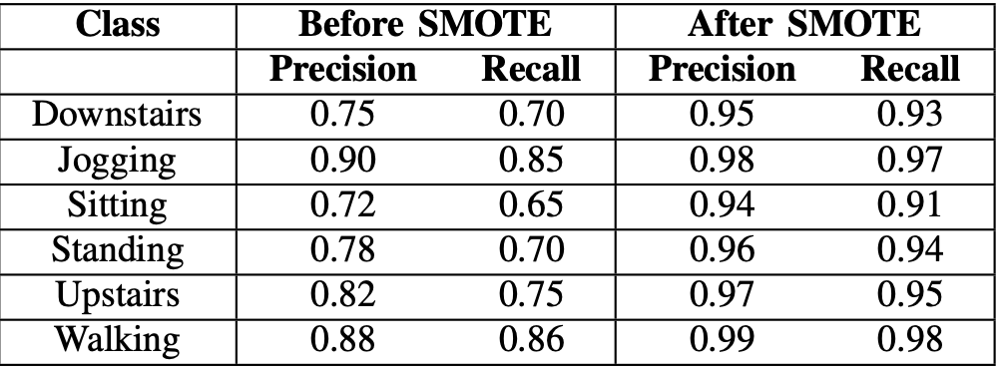 Class Before SMOTE After SMOTE
Precision Recall Precision Recall
Downstairs 0.75 0.70 0.95 0.93
Jogging 0.90 0.85 0.98 0.97
Sitting 0.72 0.65 0.94 0.91
Standing 0.78 0.70 0.96 0.94
Upstairs 0.82 0.75 0.97 0.95
Walking 0.88 0.86 0.99 0.98